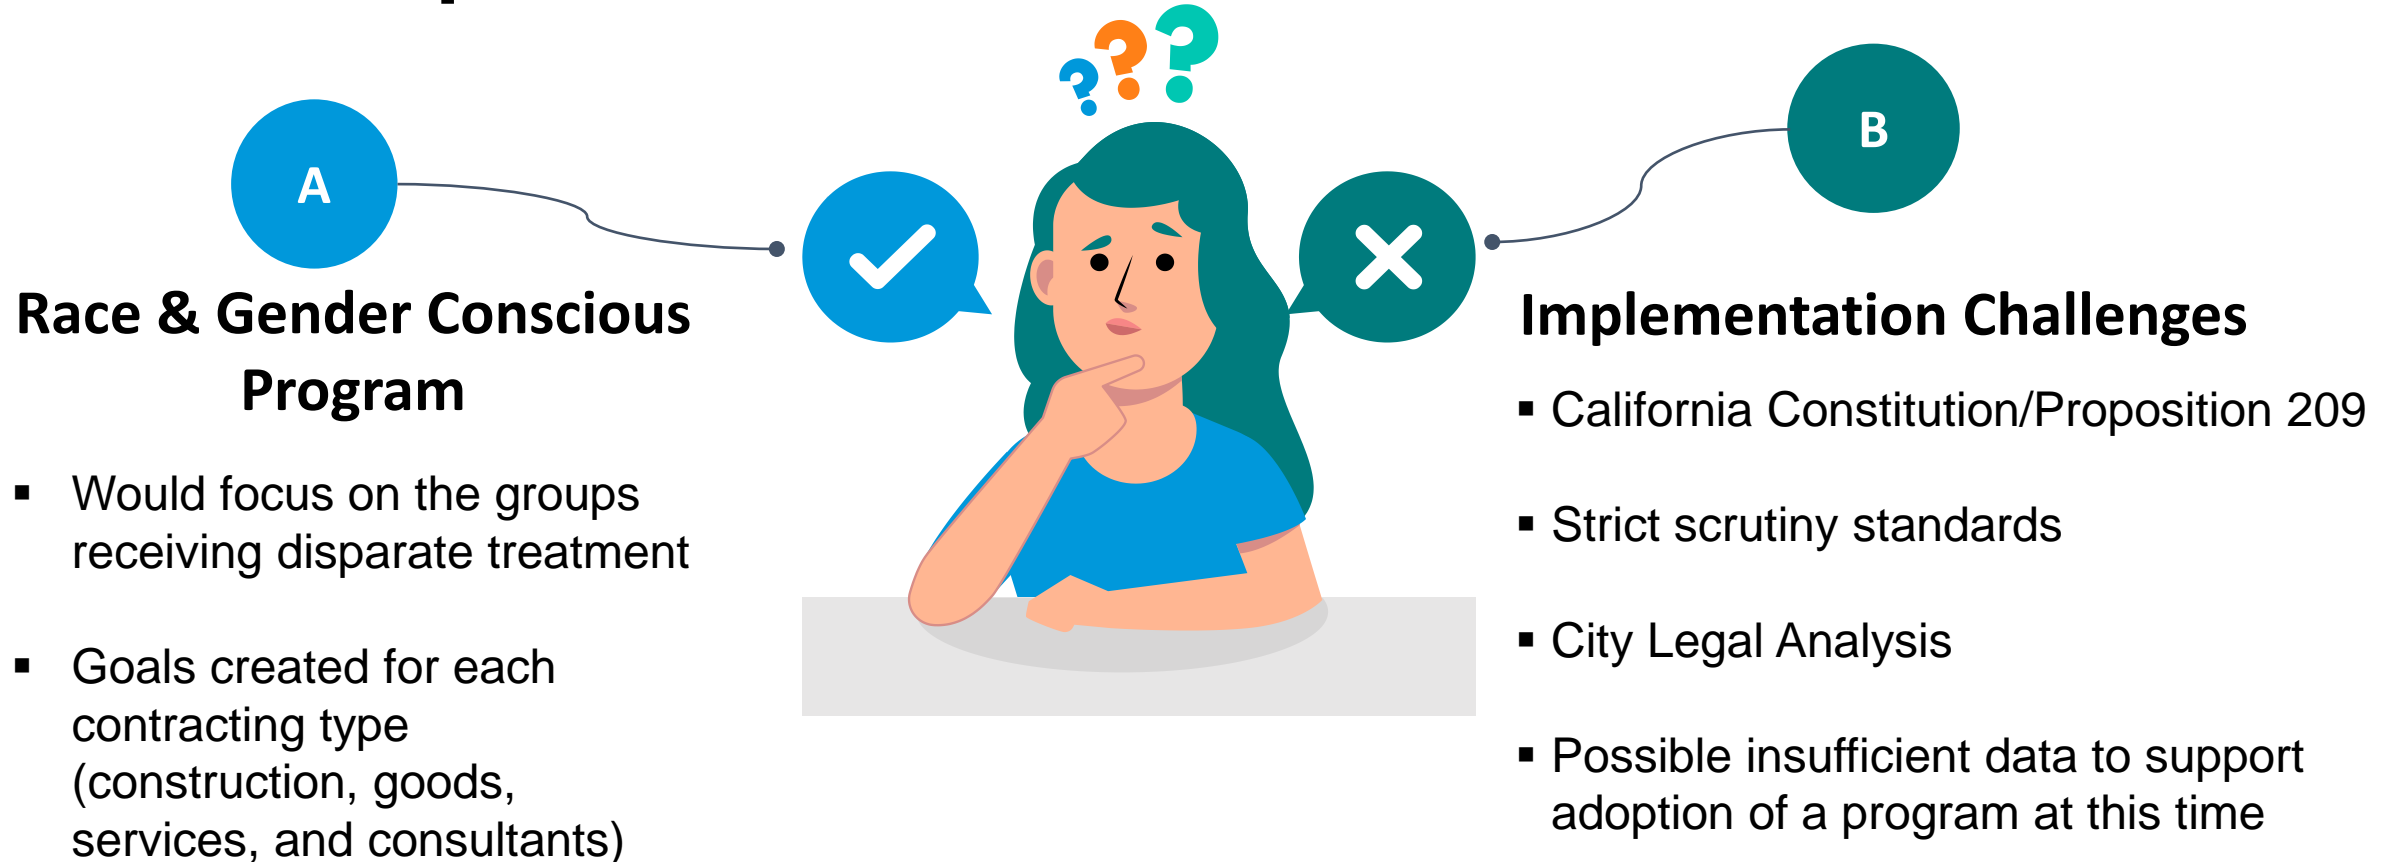 A
Race & Gender Conscious
Program
▪ Would focus on the groups
receiving disparate treatment
▪ Goals created for each
contracting type
(construction, goods,
services, and consultants)
B
Implementation Challenges
▪ California Constitution/Proposition 209
▪ Strict scrutiny standards
▪ City Legal Analysis
▪ Possible insufficient data to support
adoption of a program at this time
???